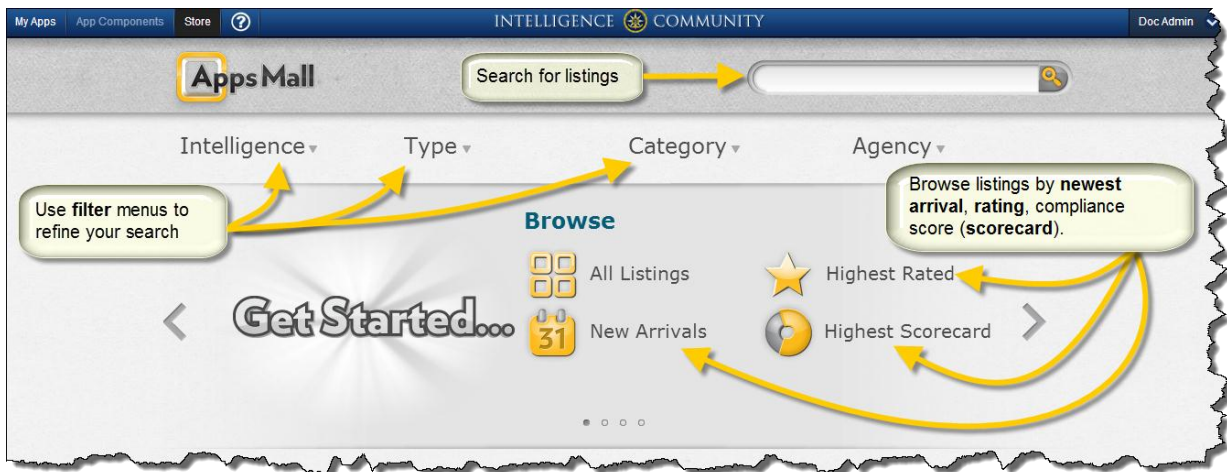 My Apps App Components Store ? INTELLIGENCE COMMUNITY Doc Admin
Apps Mall
Search for listings
Intelligence Type Category Agency
Use filter menus to
refine your search
Browse listings by newest
arrival, rating, compliance
score (scorecard).
Browse
All Listings Highest Rated
Get Started...
31 New Arrivals Highest Scorecard